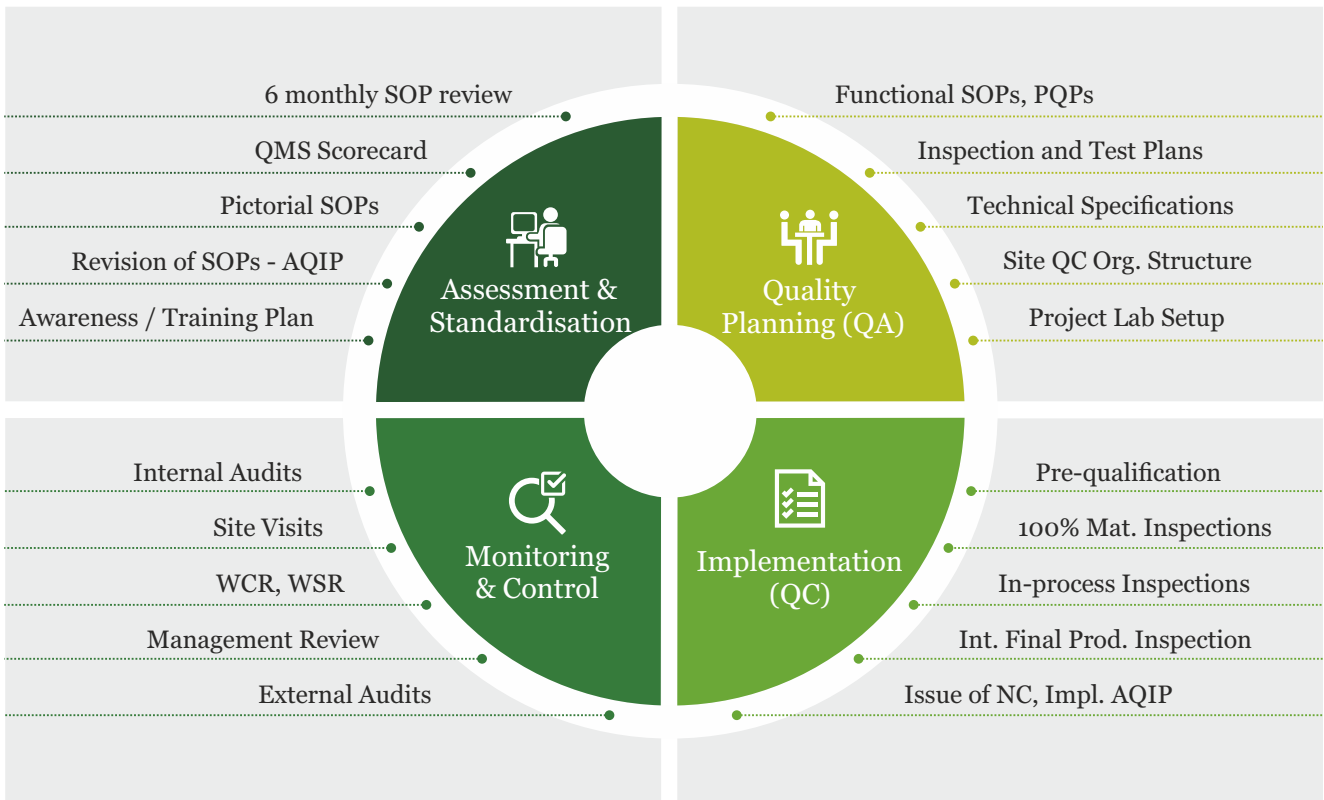 6 monthly SOP review
QMS Scorecard
Pictorial SOPs
Revision of SOPs - AQIP
Awareness / Training Plan
Assessment &
Standardisation
Functional SOPs, PQPs
Inspection and Test Plans
Technical Specifications
Site QC Org. Structure
Project Lab Setup
Quality
Planning (QA)
Internal Audits
Site Visits
WCR, WSR
Management Review
External Audits
Monitoring
& Control
Pre-qualification
100% Mat. Inspections
In-process Inspections
Int. Final Prod. Inspection
Issue of NC, Impl. AQIP
Implementation
(QC)